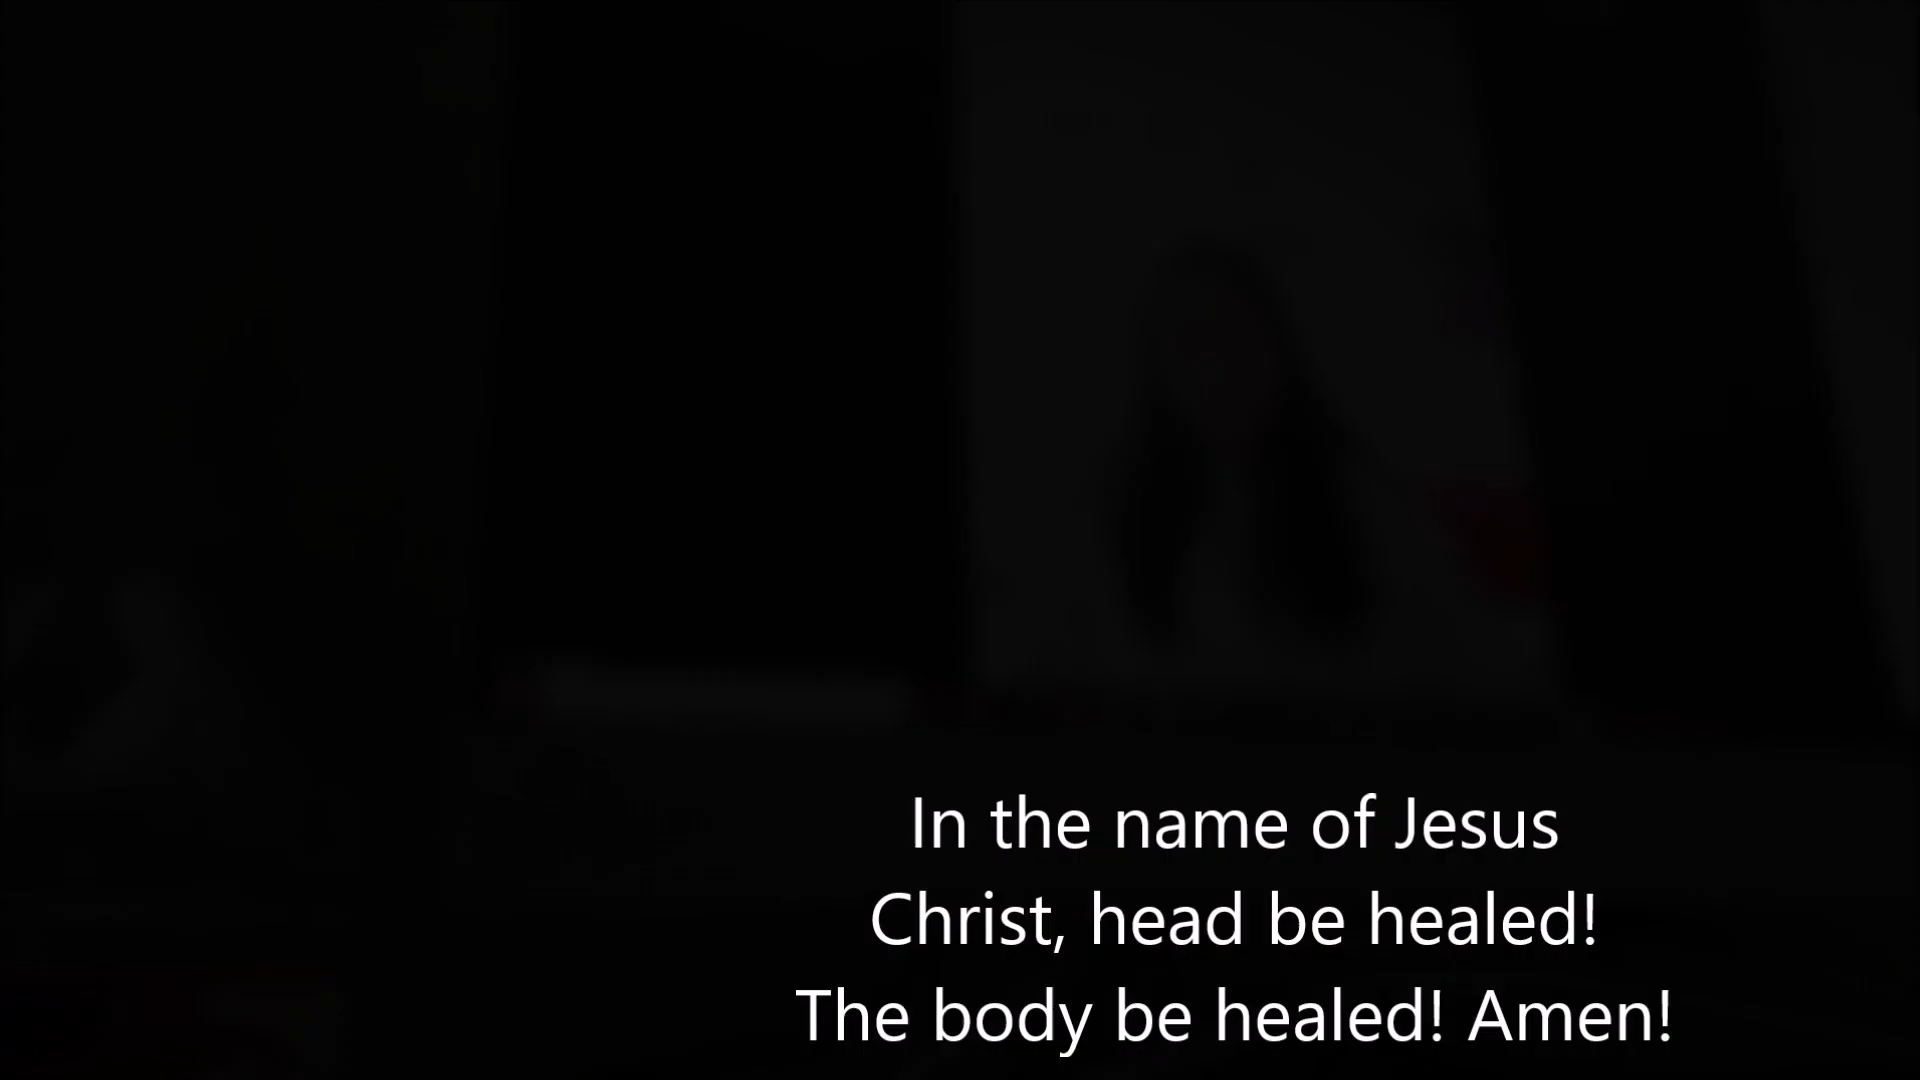 In the name of Jesus
Christ, head be healed!
The body be healed! Amen!